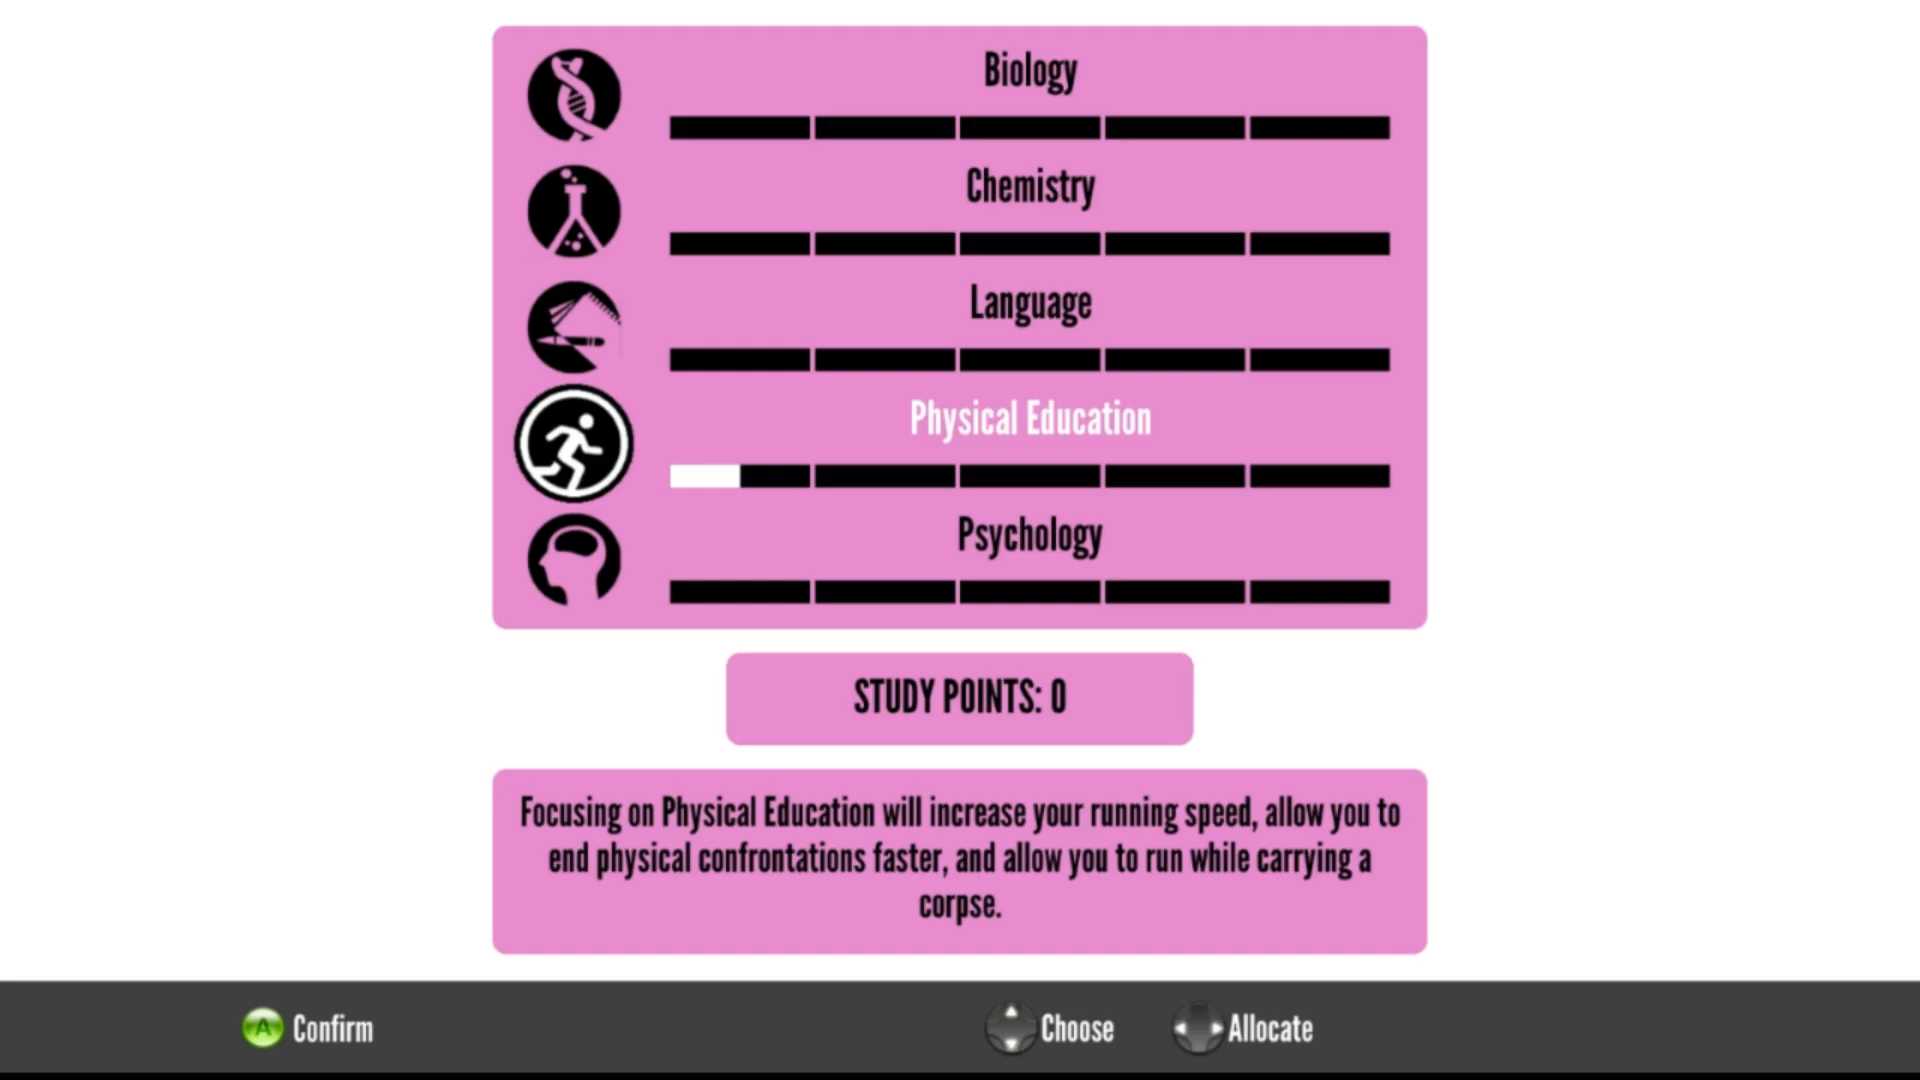 Biology
Chemistry
Language
Physical Education
Psychology
STUDY POINTS: 0
Focusing on Physical Education will increase your running speed, allow you to
end physical confrontations faster, and allow you to run while carrying a
corpse.
A Confirm
Choose
Allocate